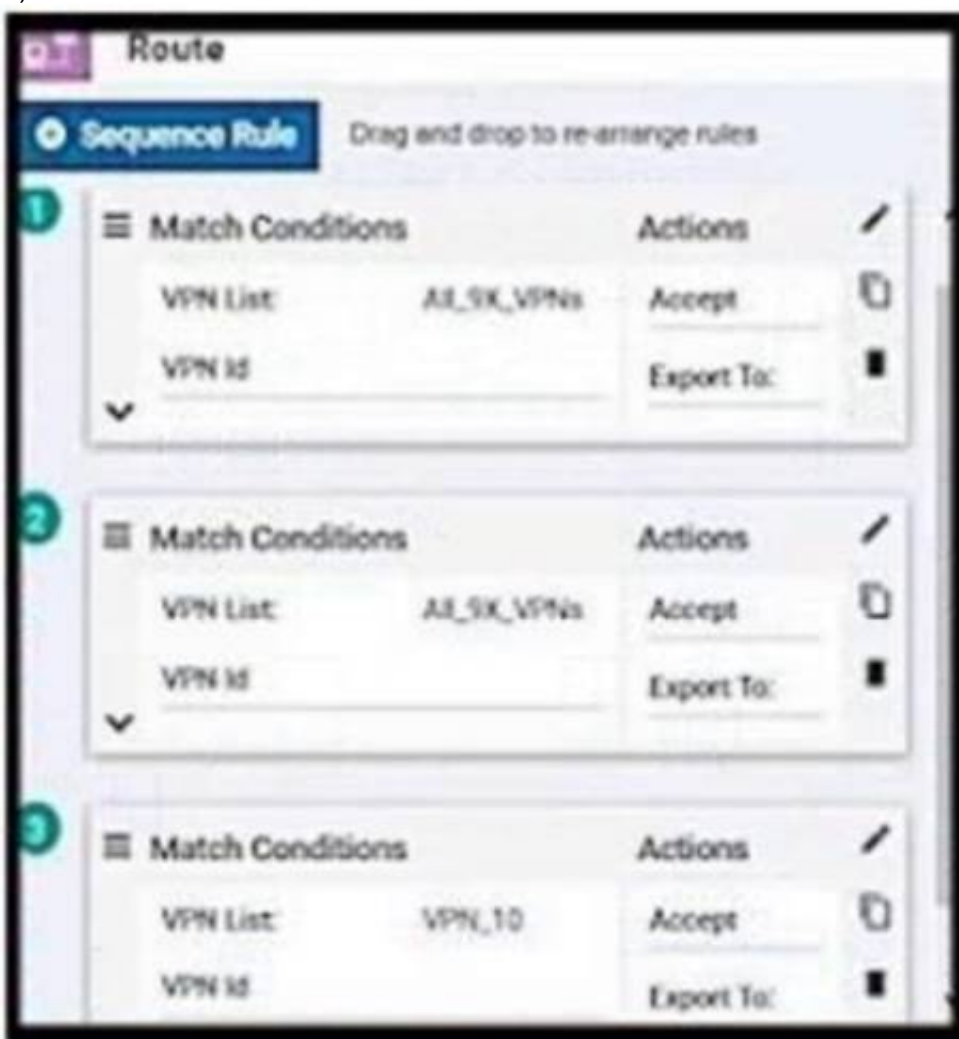 Route
Sequence Rule Drag and drop to re-arrange rules
1
Match Conditions Actions
VPN List: All_9X_VPNs Accept
VPN Id Export To:
2
Match Conditions Actions
VPN List: All_9X_VPNs Accept
VPN Id Export To:
3
Match Conditions Actions
VPN List: VPN_10 Accept
VPN Id Export To: